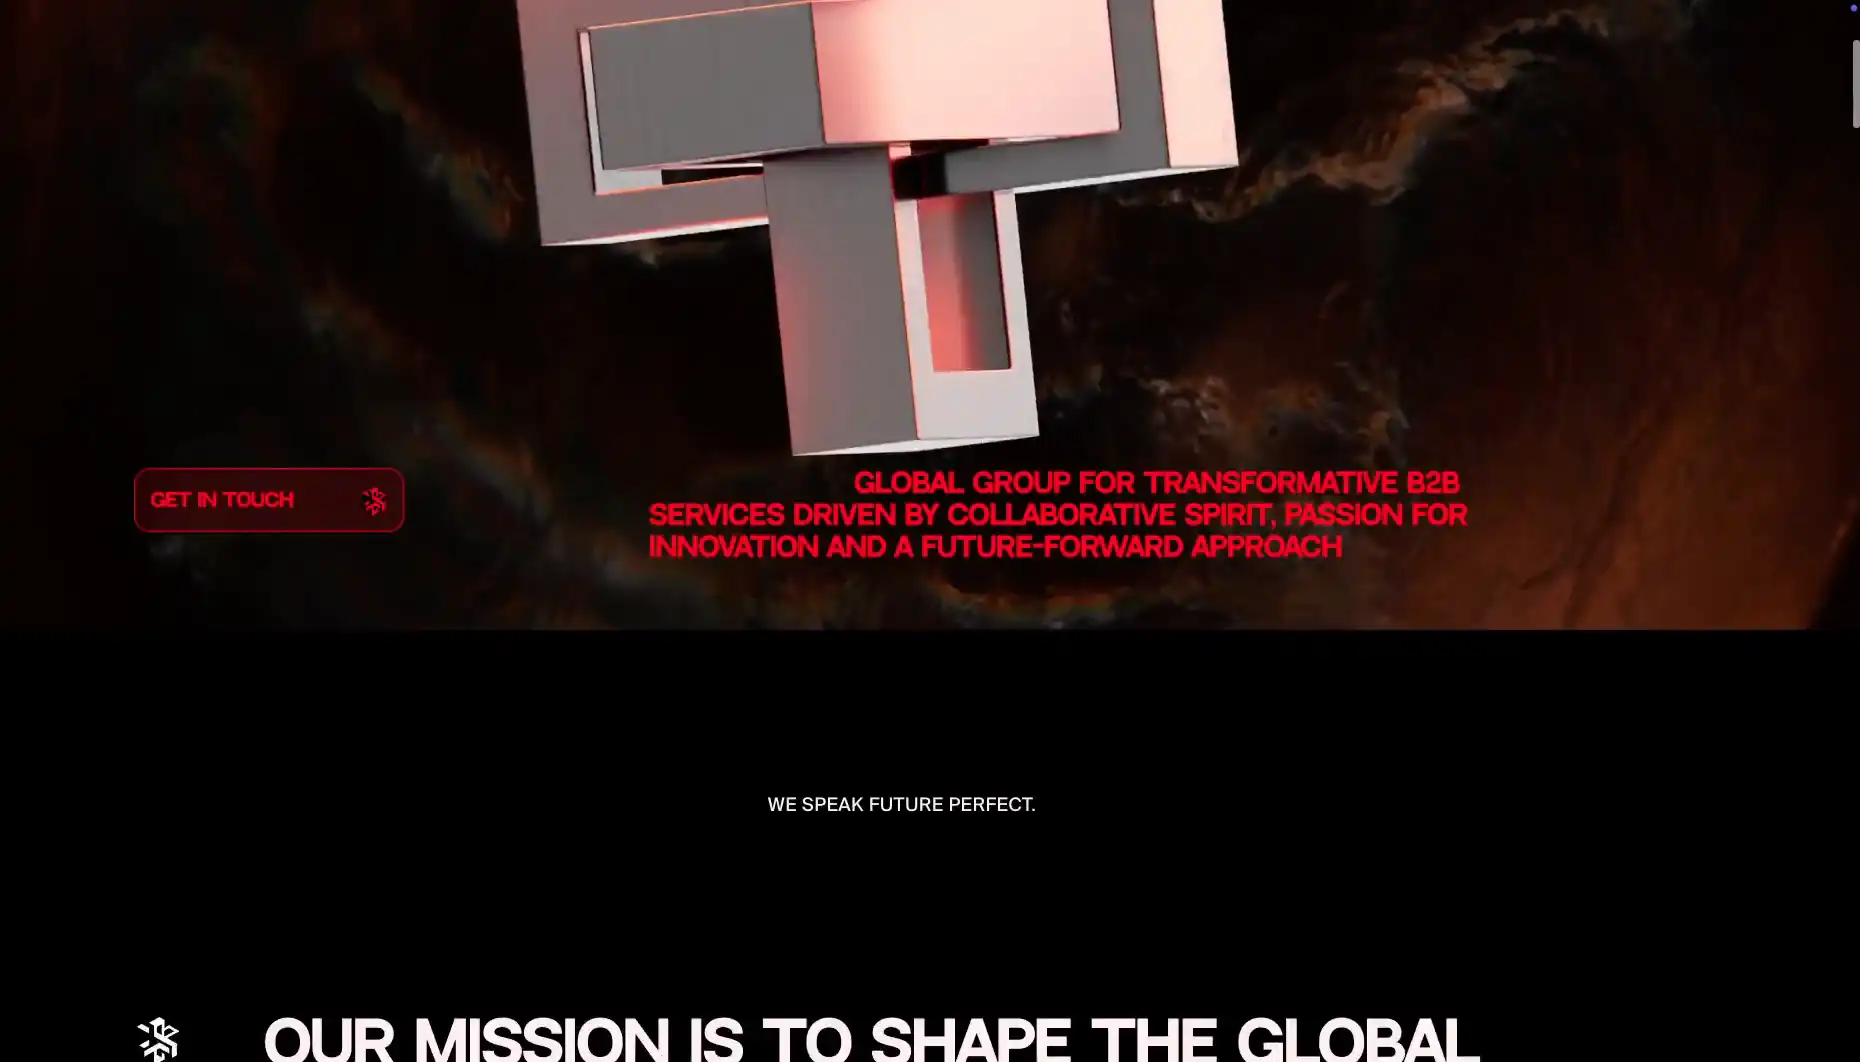 GET IN TOUCH
GLOBAL GROUP FOR TRANSFORMATIVE B2B
SERVICES DRIVEN BY COLLABORATIVE SPIRIT, PASSION FOR
INNOVATION AND A FUTURE-FORWARD APPROACH
WE SPEAK FUTURE PERFECT.
OUR MISSION IS TO SHAPE THE GLOBAL